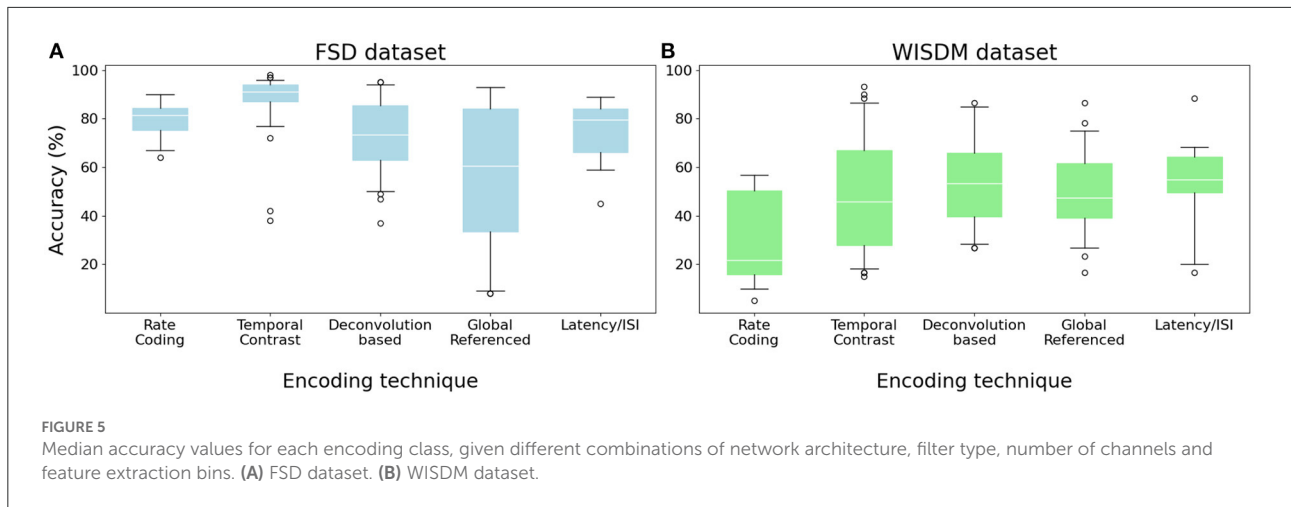 A
FSD dataset
100
80
60
40
20
Accuracy (%)
Rate
Coding
Temporal
Contrast
Deconvolution
based
Global
Referenced
Latency/ISI
Encoding technique
B
WISDM dataset
100
80
60
40
20
Rate
Coding
Temporal
Contrast
Deconvolution
based
Global
Referenced
Latency/ISI
Encoding technique
FIGURE 5
Median accuracy values for each encoding class, given different combinations of network architecture, filter type, number of channels and
feature extraction bins. (A) FSD dataset. (B) WISDM dataset.